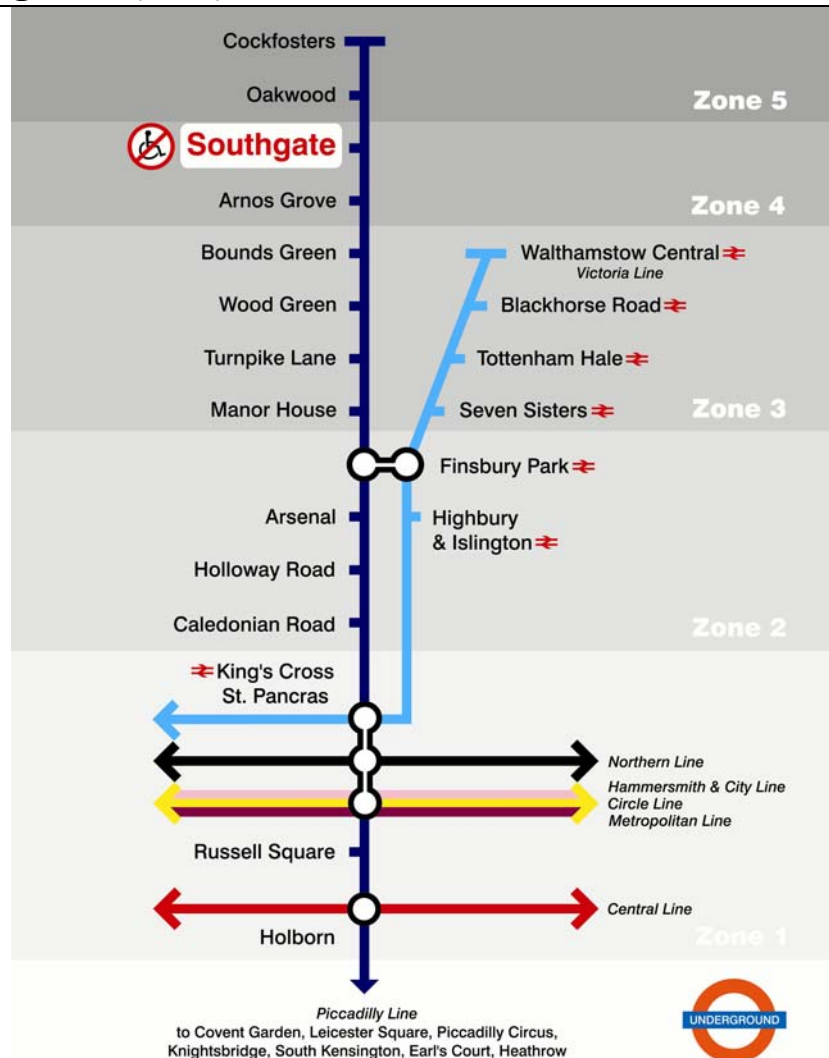 Cockfosters
Oakwood
Zone 5
Southgate
Arnos Grove
Zone 4
Bounds Green
Walthamstow Central
Victoria Line
Wood Green
Blackhorse Road
Turnpike Lane
Tottenham Hale
Manor House
Seven Sisters
Zone 3
Finsbury Park
Arsenal
Highbury
& Islington
Holloway Road
Caledonian Road
Zone 2
King's Cross
St. Pancras
Northern Line
Hammersmith & City Line
Circle Line
Metropolitan Line
Russell Square
Central Line
Holborn
Zone 1
Piccadilly Line
to Covent Garden, Leicester Square, Piccadilly Circus,
Knightsbridge, South Kensington, Earl's Court, Heathrow
UNDERGROUND